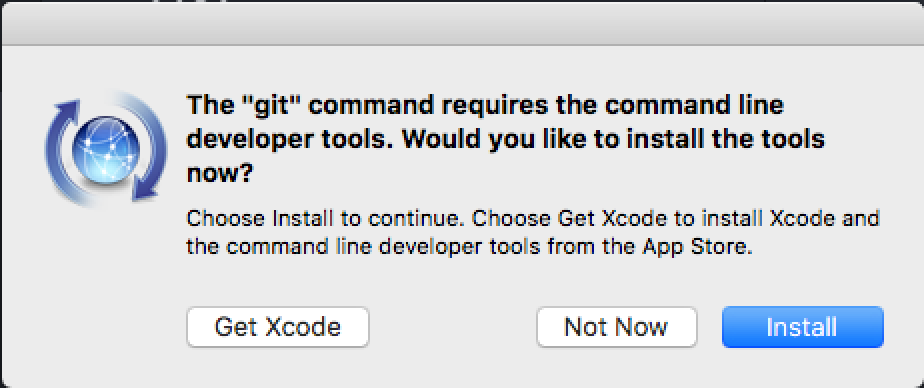 The "git" command requires the command line
developer tools. Would you like to install the tools
now?
Choose Install to continue. Choose Get Xcode to install Xcode and
the command line developer tools from the App Store.
Get Xcode
Not Now
Install